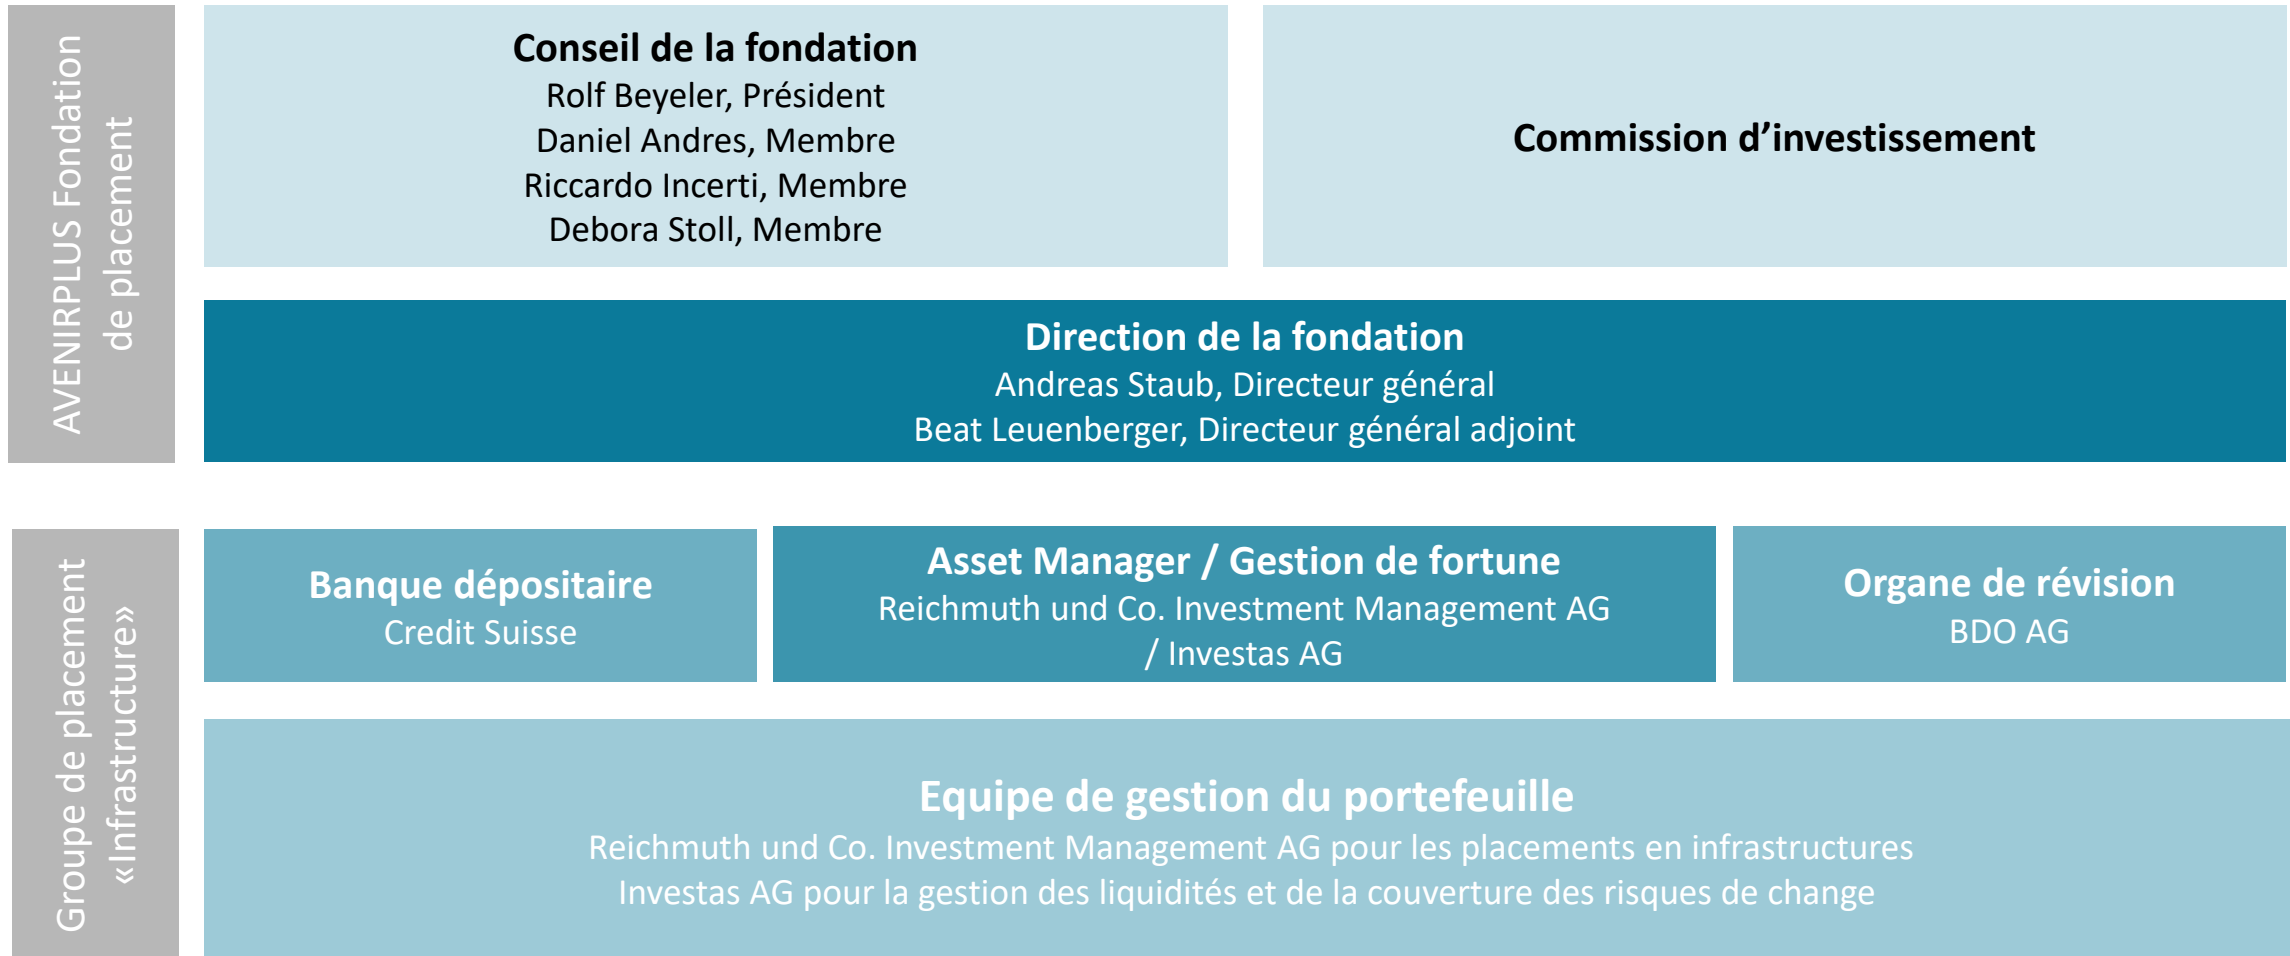 AVENIRPLUS Fondation
de placement
Conseil de la fondation
Rolf Beyeler, Président
Daniel Andres, Membre
Riccardo Incerti, Membre
Debora Stoll, Membre
Commission d’investissement
Direction de la fondation
Andreas Staub, Directeur général
Beat Leuenberger, Directeur général adjoint
Groupe de placement
«Infrastructure»
Banque dépositaire
Credit Suisse
Asset Manager / Gestion de fortune
Reichmuth und Co. Investment Management AG
/ Investas AG
Organe de révision
BDO AG
Equipe de gestion du portefeuille
Reichmuth und Co. Investment Management AG pour les placements en infrastructures
Investas AG pour la gestion des liquidités et de la couverture des risques de change